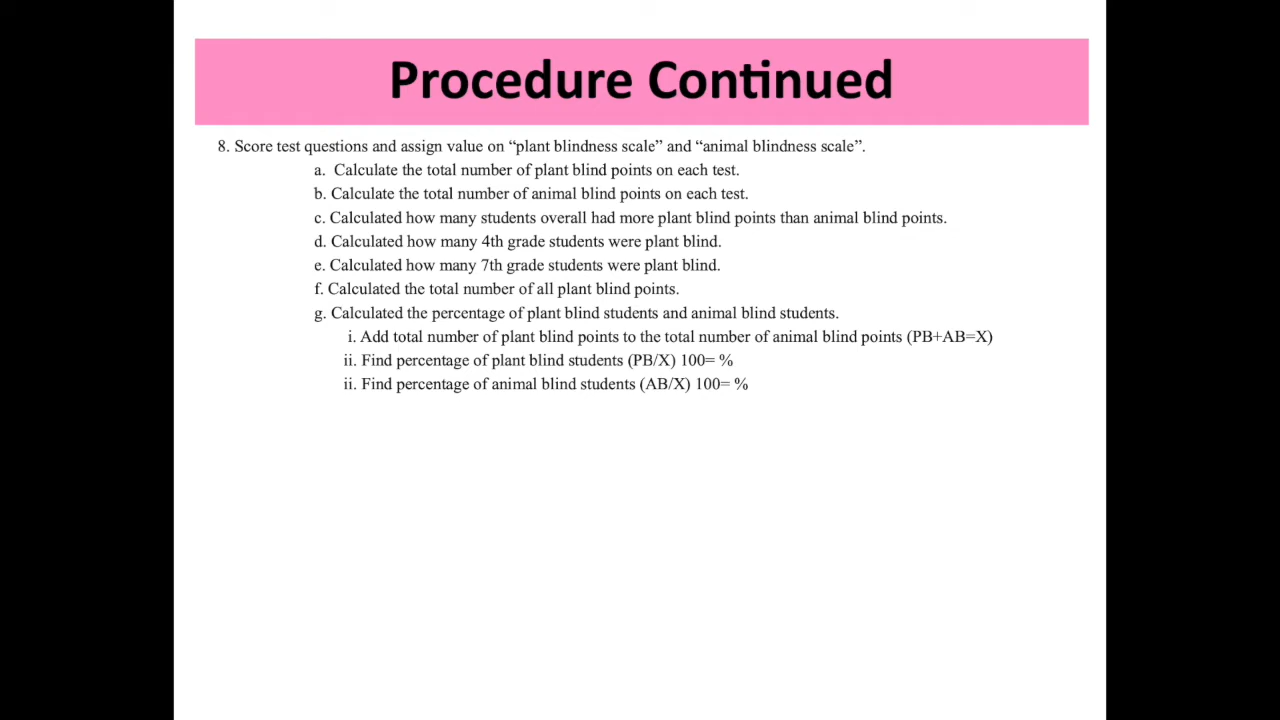 Procedure Continued
8. Score test questions and assign value on “plant blindness scale” and “animal blindness scale”.
a. Calculate the total number of plant blind points on each test.
b. Calculate the total number of animal blind points on each test.
c. Calculated how many students overall had more plant blind points than animal blind points.
d. Calculated how many 4th grade students were plant blind.
e. Calculated how many 7th grade students were plant blind.
f. Calculated the total number of all plant blind points.
g. Calculated the percentage of plant blind students and animal blind students.
i. Add total number of plant blind points to the total number of animal blind points (PB+AB=X)
ii. Find percentage of plant blind students (PB/X) 100= %
ii. Find percentage of animal blind students (AB/X) 100= %